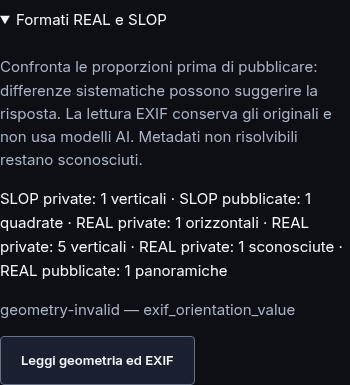 ▼ Formati REAL e SLOP
Confronta le proporzioni prima di pubblicare:
differenze sistematiche possono suggerire la
risposta. La lettura EXIF conserva gli originali e
non usa modelli AI. Metadati non risolvibili
restano sconosciuti.
SLOP private: 1 verticali · SLOP pubblicate: 1
quadrate · REAL private: 1 orizzontali · REAL
private: 5 verticali · REAL private: 1 sconosciute ·
REAL pubblicate: 1 panoramiche
geometry-invalid — exif_orientation_value
Leggi geometria ed EXIF